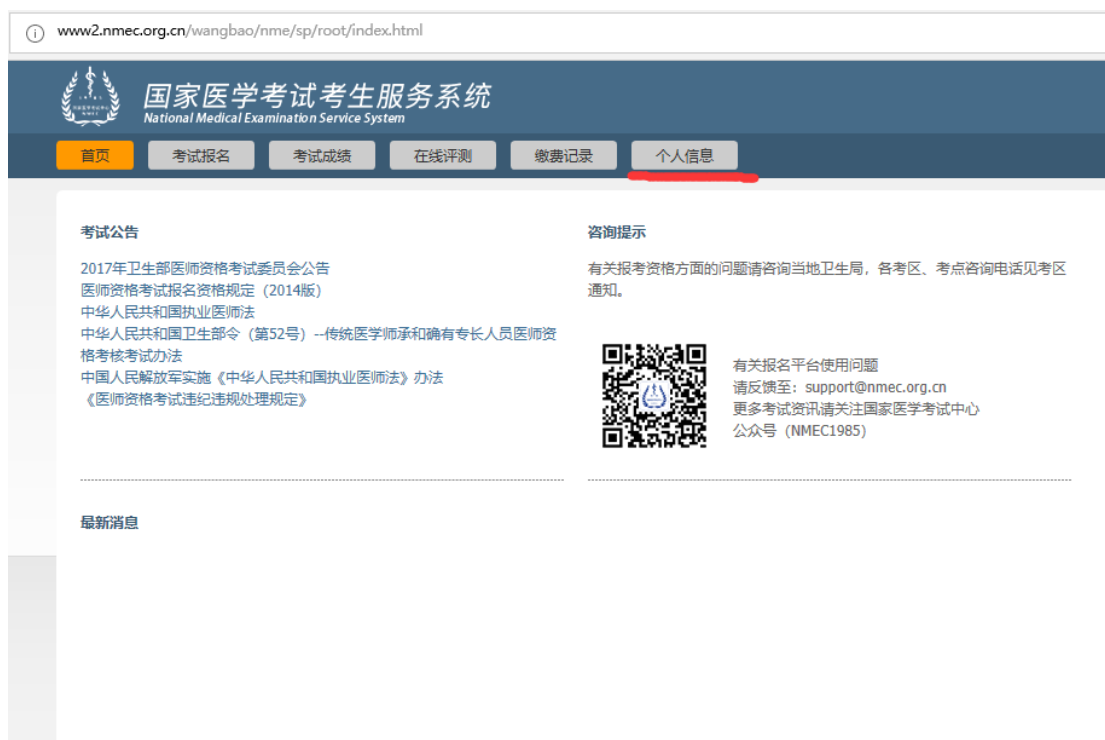 www2.nmec.org.cn/wangbao/nme/sp/root/index.html
国家医学考试考生服务系统
National Medical Examination Service System
首页 考试报名 考试成绩 在线评测 缴费记录 个人信息
考试公告
2017年卫生部医师资格考试委员会公告
医师资格考试报名资格规定（2014版）
中华人民共和国执业医师法
中华人民共和国卫生部令（第52号）--传统医学师承和确有专长人员医师资
格考核考试办法
中国人民解放军实施《中华人民共和国执业医师法》办法
《医师资格考试违纪违规处理规定》
咨询提示
有关报考资格方面的问题请咨询当地卫生局，各考区、考点咨询电话见考区
通知。
有关报名平台使用问题
请反馈至：support@nmec.org.cn
更多考试资讯请关注国家医学考试中心
公众号（NMEC1985）
最新消息